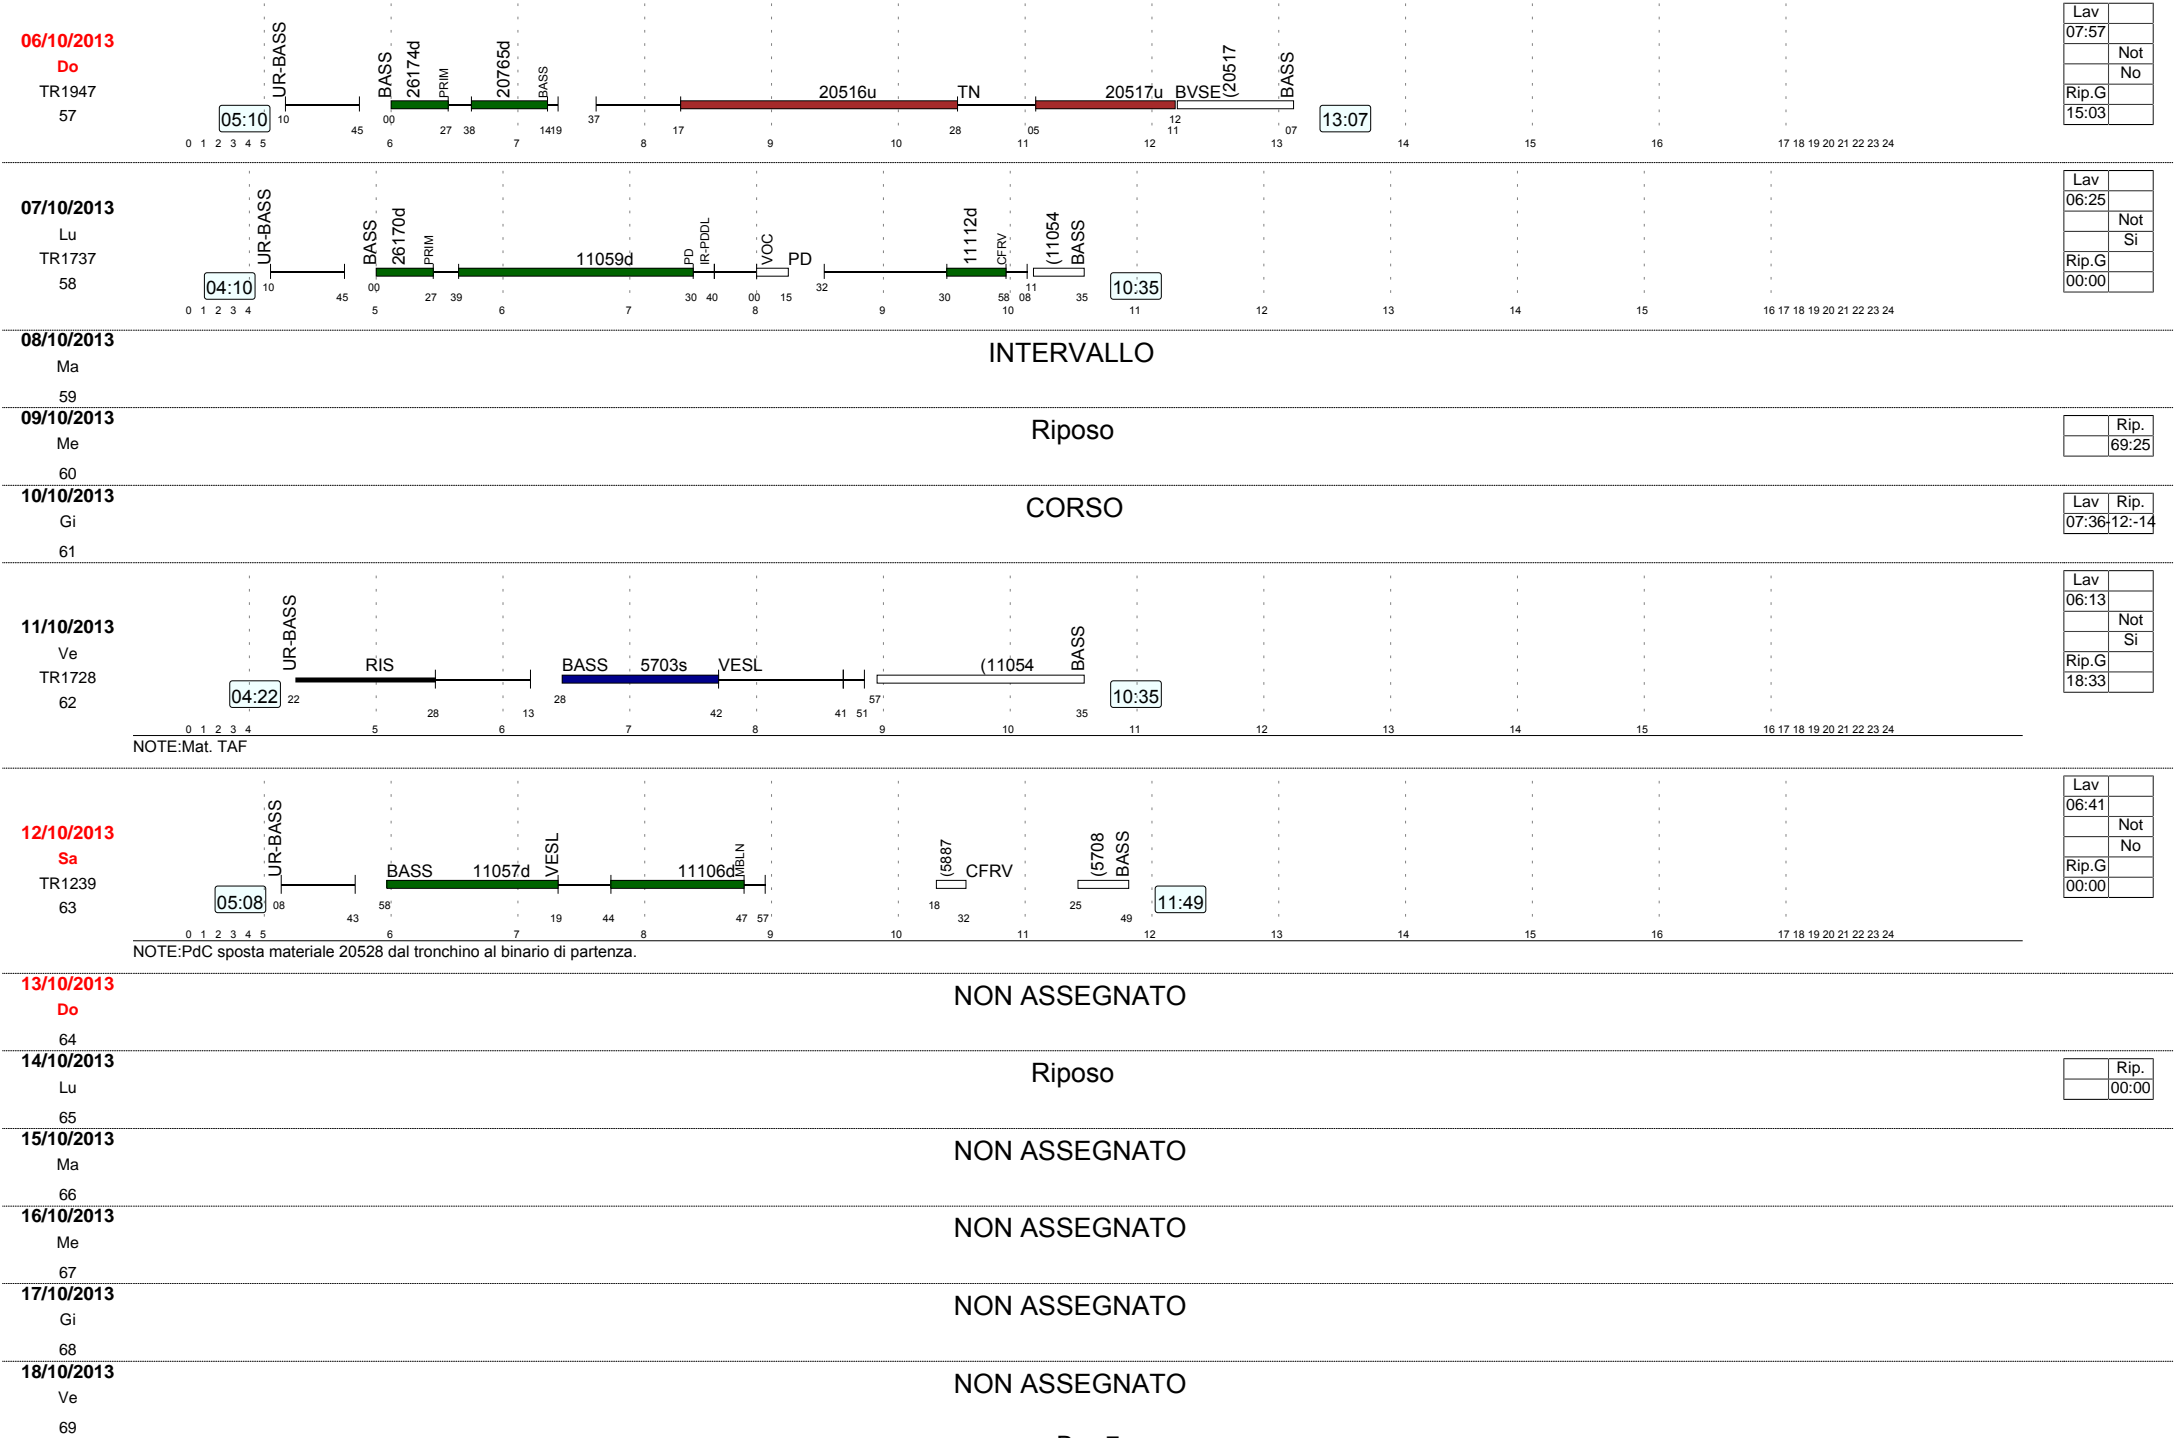 06/10/2013
Do
TR1947
57
05:10
UR-BASS
BASS
26174d
PRIM
20765d
BASS
20516u
TN
20517u
BVSE
(20517
BASS
13:07
10 45 00 27 38 1419 37 17 28 05 12 11 07
0 1 2 3 4 5 6 7 8 9 10 11 12 13 14 15 16 17 18 19 20 21 22 23 24
Lav
07:57
Not
No
Rip.G
15:03
07/10/2013
Lu
TR1737
58
04:10
UR-BASS
BASS
26170d
PRIM
11059d
PD
IR-PDDL
VOC
PD
11112d
CFRV
(11054
BASS
10:35
10 45 00 27 39 30 40 00 15 32 30 58 08 11 35
0 1 2 3 4 5 6 7 8 9 10 11 12 13 14 15 16 17 18 19 20 21 22 23 24
Lav
06:25
Not
Si
Rip.G
00:00
08/10/2013
Ma
59
INTERVALLO
09/10/2013
Me
60
Riposo
Rip.
69:25
10/10/2013
Gi
61
CORSO
Lav Rip.
07:36 -12:-14
11/10/2013
Ve
TR1728
62
04:22
UR-BASS
RIS
BASS
5703s
VESL
(11054
BASS
10:35
22 28 13 28 42 41 51 57 35
0 1 2 3 4 5 6 7 8 9 10 11 12 13 14 15 16 17 18 19 20 21 22 23 24
NOTE:Mat. TAF
Lav
06:13
Not
Si
Rip.G
18:33
12/10/2013
Sa
TR1239
63
05:08
UR-BASS
BASS
11057d
VESL
11106d
MBLN
(5887
CFRV
(5708
BASS
11:49
08 43 58 19 44 47 57 18 32 25 49
0 1 2 3 4 5 6 7 8 9 10 11 12 13 14 15 16 17 18 19 20 21 22 23 24
NOTE:PdC sposta materiale 20528 dal tronchino al binario di partenza.
Lav
06:41
Not
No
Rip.G
00:00
13/10/2013
Do
64
NON ASSEGNATO
14/10/2013
Lu
65
Riposo
Rip.
00:00
15/10/2013
Ma
66
NON ASSEGNATO
16/10/2013
Me
67
NON ASSEGNATO
17/10/2013
Gi
68
NON ASSEGNATO
18/10/2013
Ve
69
NON ASSEGNATO